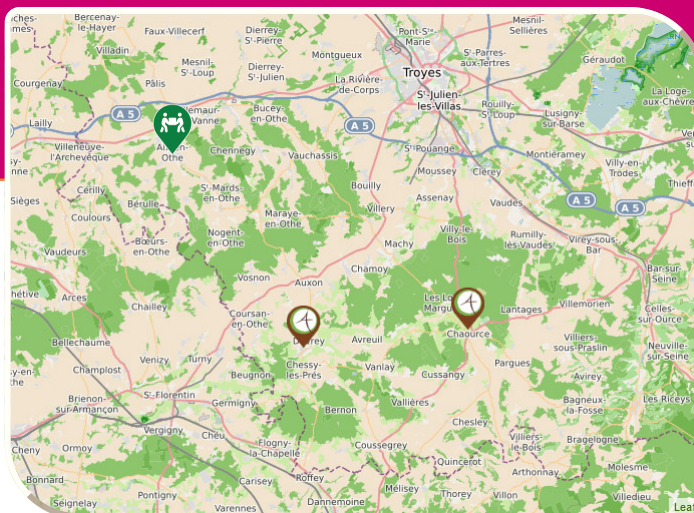 Bercenay-
le-Hayer
Faux-Villecerf
Dierrey-
St-Pierre
Pont-Ste-
Marie
Mesnil-
Sellières
Villadin
Mesnil-
St-Loup
Dierrey-
St-Julien
Montgueux
Troyes
St-Parres-
aux-Tertres
Géraudot
Courgenay
Pâlis
La Rivière-
de-Corps
St-Julien-
les-Villas
La Loge-
aux-Chèvres
Lailly
A 5
Bucey-
en-Othe
A 5
Rouilly-
St-Loup
Lusigny-
sur-Barse
Villeneuve-
l'Archevêque
Othe
Chennegy
Vauchassis
St-Pouange
Montiéramey
Moussey
Clérey
Villy-en-
Trodes
Cérilly
St-Mards-
en-Othe
Bouilly
Assenay
A 5
A 5
Sièges
Coulours
Bérulle
Maraye-
en-Othe
Villery
Vaudes
Nogent-
en-Othe
Villy-le-
Bois
Rumilly-
lès-Vaudes
Virey-sous-
Bar
Vaudeurs
Bœurs-
en-Othe
Machy
Vosnon
Auxon
Chamoy
Bar-sur-
Seine
Arces
Chailley
Coursan-
en-Othe
Lantages
Villemorien
Celles-
sur-Ource
Bellechaume
Avreuil
Chaource
Villiers-
sous-Praslin
Neuville-
sur-Seine
Venizy
Turny
Chessy-
les-Prés
Vanlay
Pargues
Champlost
Beugnon
Cussangy
Avirey
Brienon-
sur-Armançon
St-Florentin
Germigny
Bernon
Vallières
Bagneux-
la-Fosse
Les Riceys
Vergigny
Chéu
Chesley
Cheny
Ormoy
Flogny-
la-Chapelle
Coussegrey
Villiers-
le-Bois
Bragelogne
Quincerot
Arthonnay
Molesme
Bonnard
Carisey
Roffey
Mélisey
Thorey
Villon
Villedieu
Seignelay
Pontigny
Varennes
Dannemoine